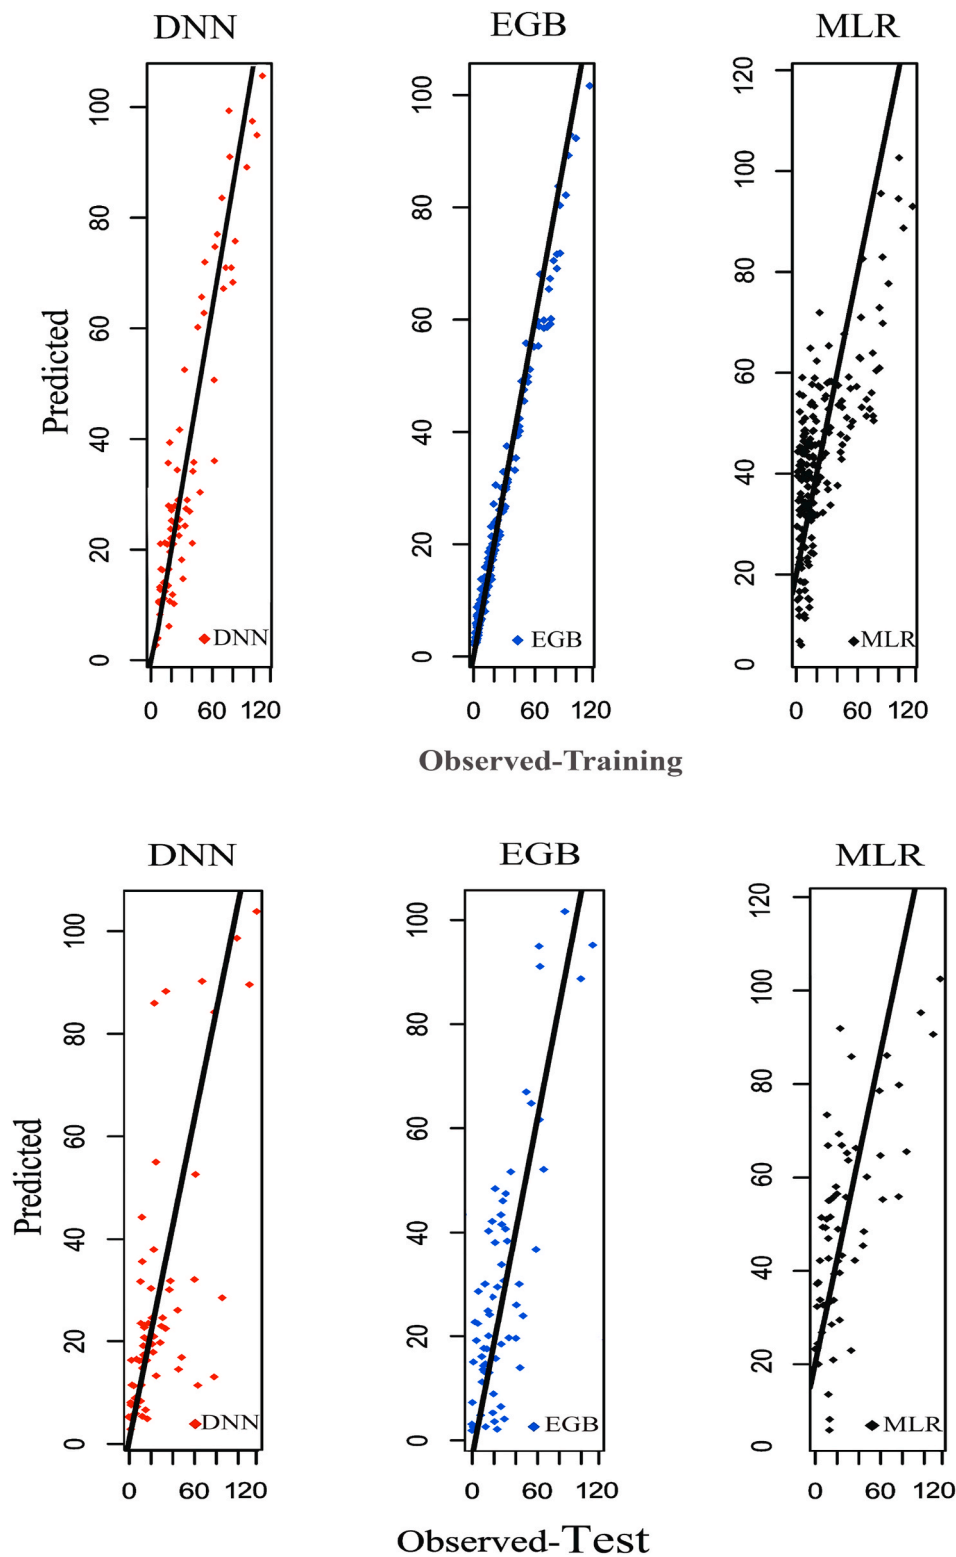 DNN EGB MLR
Predicted
0 20 40 60 80 100
0 60 120
DNN
0 20 40 60 80 100
0 60 120
EGB
0 20 40 60 80 100 120
0 60 120
MLR
Observed-Training
DNN EGB MLR
Predicted
0 20 40 60 80 100
0 60 120
DNN
0 20 40 60 80 100
0 60 120
EGB
0 20 40 60 80 100 120
0 60 120
MLR
Observed-Test